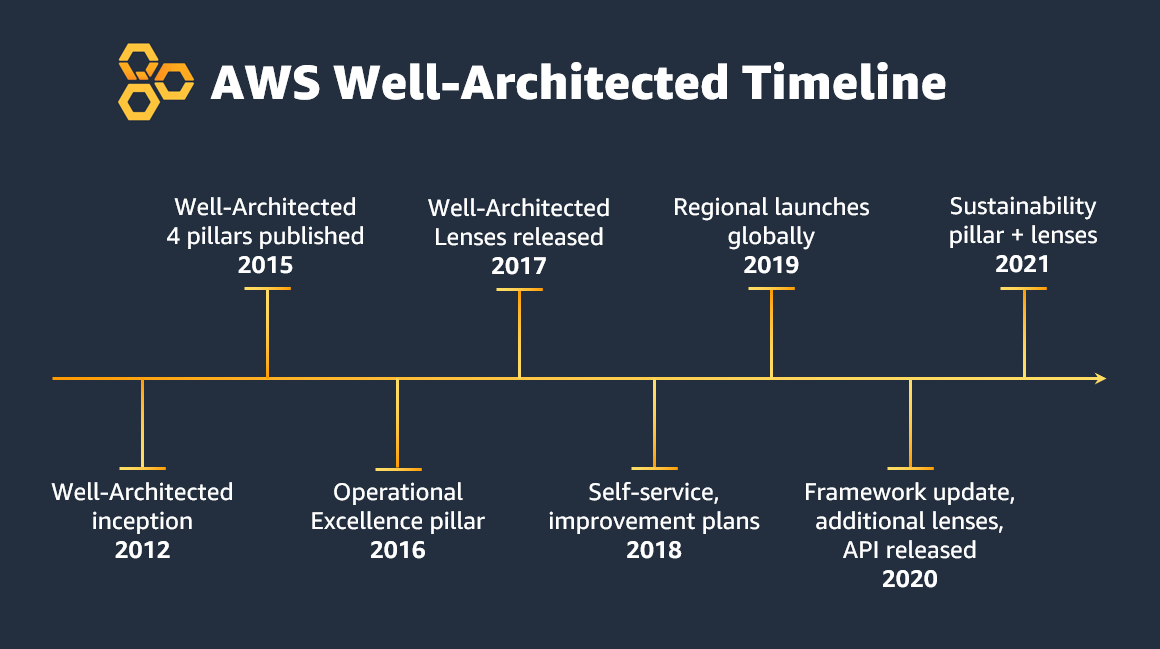 AWS Well-Architected Timeline
Well-Architected
4 pillars published
2015
Well-Architected
Lenses released
2017
Regional launches
globally
2019
Sustainability
pillar + lenses
2021
Well-Architected
inception
2012
Operational
Excellence pillar
2016
Self-service,
improvement plans
2018
Framework update,
additional lenses,
API released
2020